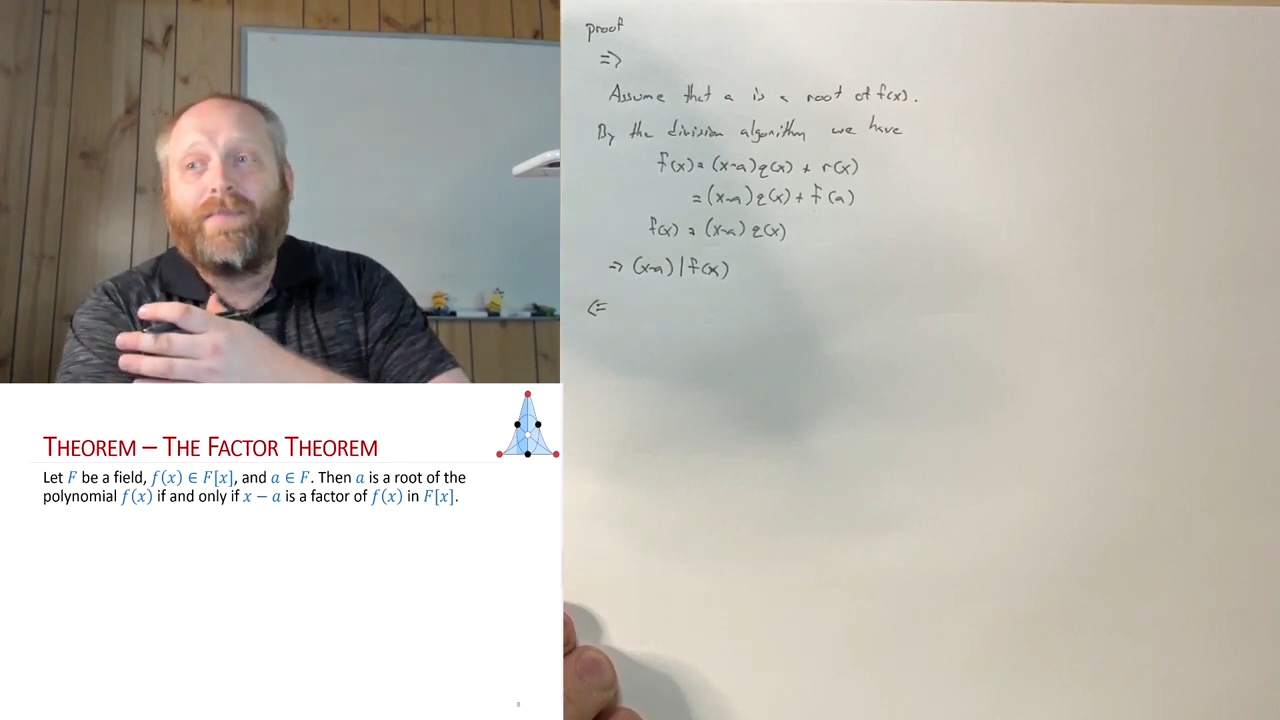 proof
=>
Assume that a is a root of f(x).
By the division algorithm we have
f(x) = (x-a)q(x) + r(x)
= (x-a)q(x) + f(a)
f(x) = (x-a)q(x)
=> (x-a) | f(x)
<=
THEOREM – THE FACTOR THEOREM
Let F be a field, f(x) ∈ F[x], and a ∈ F. Then a is a root of the
polynomial f(x) if and only if x − a is a factor of f(x) in F[x].
8